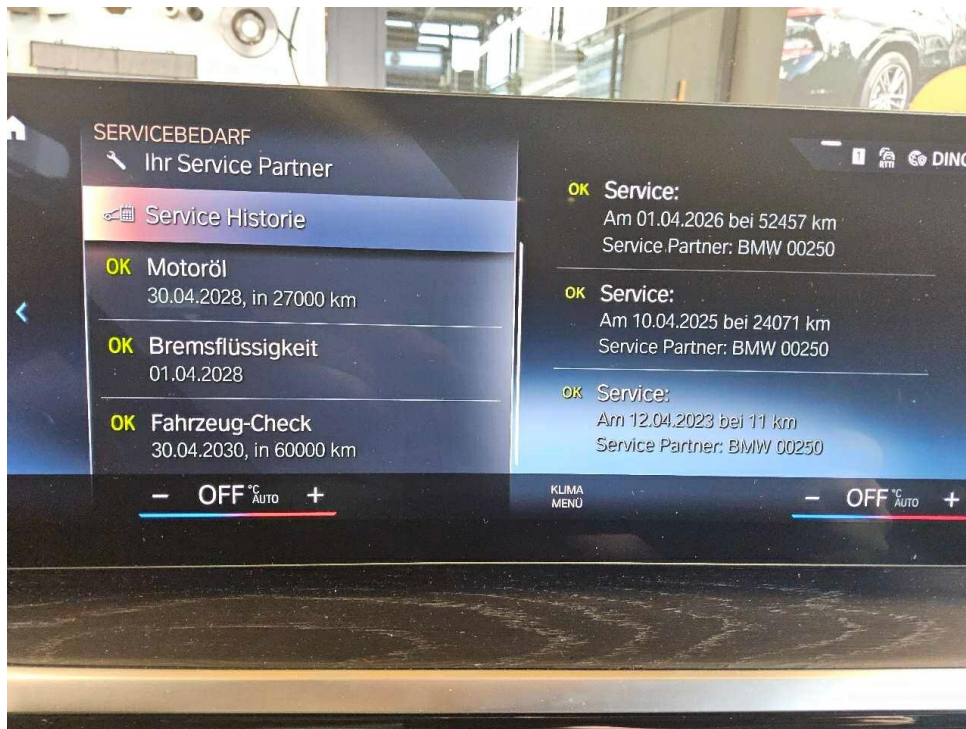 SERVICEBEDARF
Ihr Service Partner
Service Historie
OK Motoröl
30.04.2028, in 27000 km
OK Bremsflüssigkeit
01.04.2028
OK Fahrzeug-Check
30.04.2030, in 60000 km
1
RTTI
DING
OK Service:
Am 01.04.2026 bei 52457 km
Service Partner: BMW 00250
OK Service:
Am 10.04.2025 bei 24071 km
Service Partner: BMW 00250
OK Service:
Am 12.04.2023 bei 11 km
Service Partner: BMW 00250
− OFF °C AUTO +
KLIMA
MENÜ
− OFF °C AUTO +